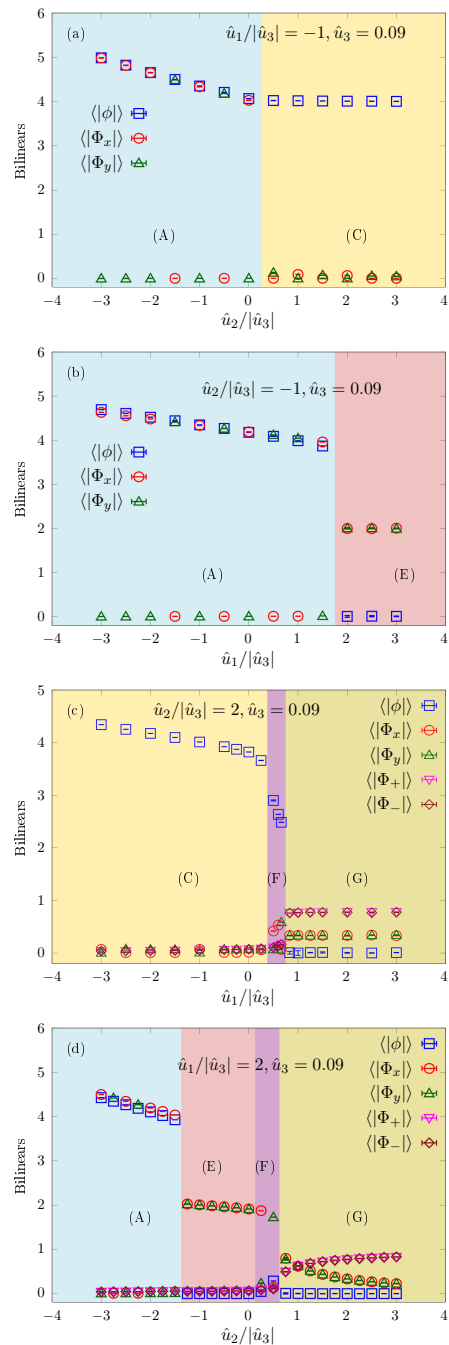 (a)
û₁/|û₃| = −1, û₃ = 0.09
⟨|ϕ|⟩
⟨|Φₓ|⟩
⟨|Φ_y|⟩
(A) (C)
Bilinears
6
5
4
3
2
1
0
−4 −3 −2 −1 0 1 2 3 4
û₂/|û₃|
(b)
û₂/|û₃| = −1, û₃ = 0.09
⟨|ϕ|⟩
⟨|Φₓ|⟩
⟨|Φ_y|⟩
(A) (E)
Bilinears
6
5
4
3
2
1
0
−4 −3 −2 −1 0 1 2 3 4
û₁/|û₃|
(c)
û₂/|û₃| = 2, û₃ = 0.09
⟨|ϕ|⟩
⟨|Φₓ|⟩
⟨|Φ_y|⟩
⟨|Φ₊|⟩
⟨|Φ₋|⟩
(C) (F) (G)
Bilinears
5
4
3
2
1
0
−4 −3 −2 −1 0 1 2 3 4
û₁/|û₃|
(d)
û₁/|û₃| = 2, û₃ = 0.09
⟨|ϕ|⟩
⟨|Φₓ|⟩
⟨|Φ_y|⟩
⟨|Φ₊|⟩
⟨|Φ₋|⟩
(E) (F)
(A) (G)
Bilinears
6
5
4
3
2
1
0
−4 −3 −2 −1 0 1 2 3 4
û₂/|û₃|